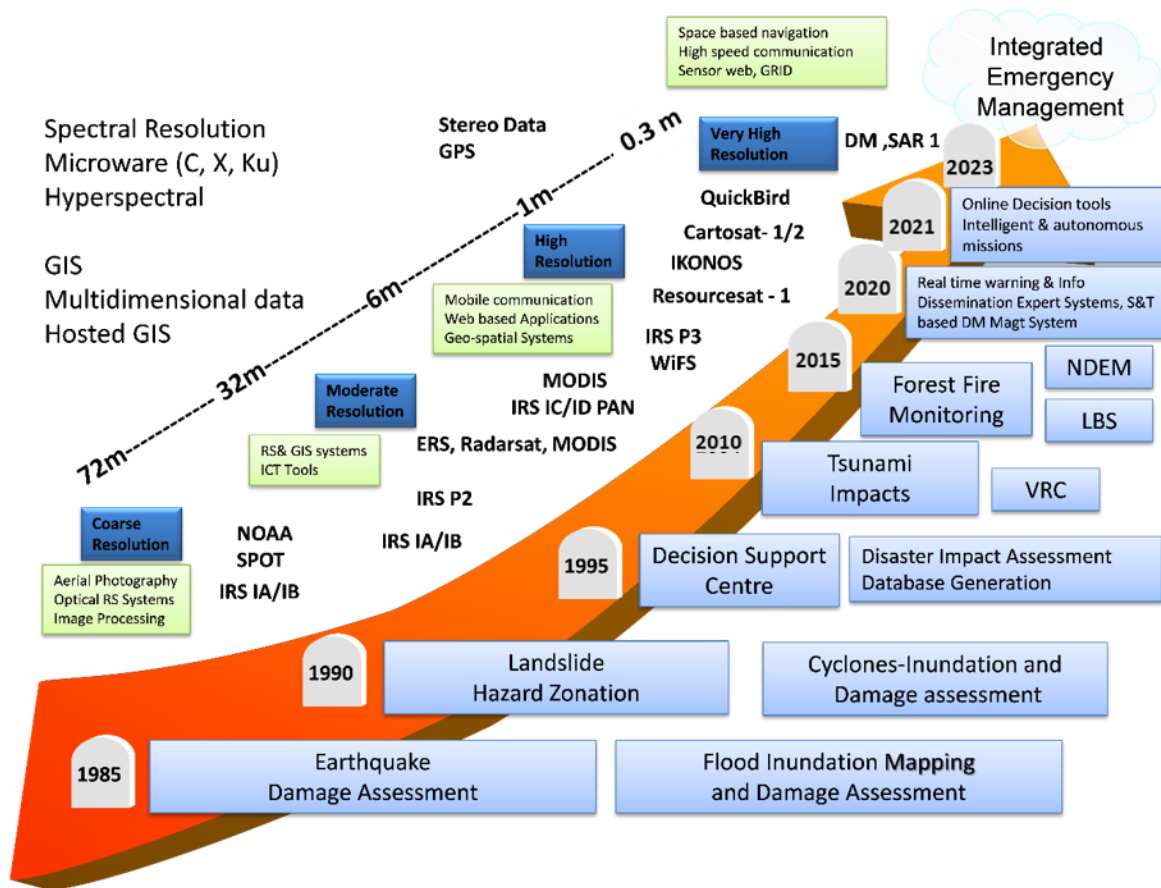 Space based navigation
High speed communication
Sensor web, GRID
Integrated
Emergency
Management
Spectral Resolution
Microware (C, X, Ku)
Hyperspectral
Stereo Data
GPS
0.3 m
Very High
Resolution
DM ,SAR 1
2023
QuickBird
1m
Cartosat- 1/2
2021
Online Decision tools
Intelligent & autonomous
missions
High
Resolution
IKONOS
GIS
Multidimensional data
Hosted GIS
6m
Mobile communication
Web based Applications
Geo-spatial Systems
Resourcesat - 1
2020
Real time warning & Info
Dissemination Expert Systems, S&T
based DM Magt System
IRS P3
WiFS
2015
32m
Moderate
Resolution
MODIS
IRS IC/ID PAN
Forest Fire
Monitoring
NDEM
LBS
RS& GIS systems
ICT Tools
ERS, Radarsat, MODIS
2010
72m
Tsunami
Impacts
VRC
IRS P2
Coarse
Resolution
NOAA
SPOT
IRS IA/IB
IRS IA/IB
Aerial Photography
Optical RS Systems
Image Processing
1995
Decision Support
Centre
Disaster Impact Assessment
Database Generation
1990
Landslide
Hazard Zonation
Cyclones-Inundation and
Damage assessment
1985
Earthquake
Damage Assessment
Flood Inundation Mapping
and Damage Assessment